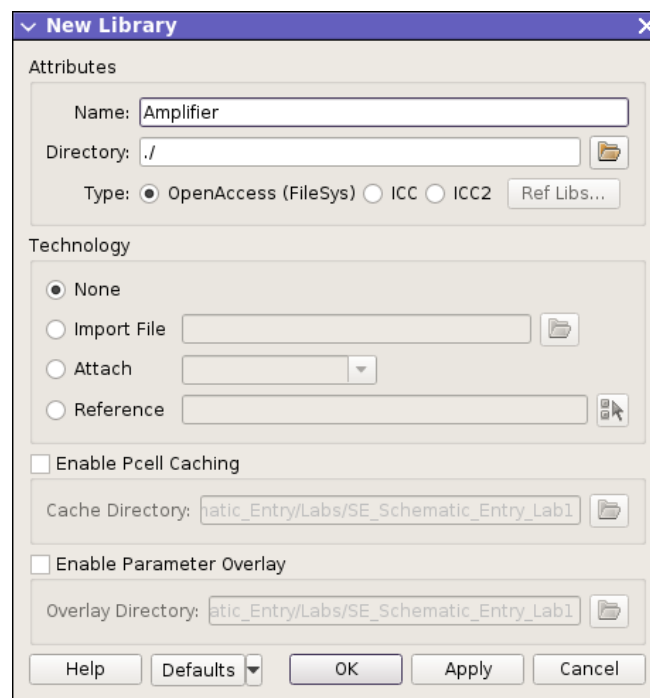 New Library
Attributes
Name: Amplifier
Directory: ./
Type: OpenAccess (FileSys) ICC ICC2 Ref Libs...
Technology
None
Import File
Attach
Reference
Enable Pcell Caching
Cache Directory: natic_Entry/Labs/SE_Schematic_Entry_Lab1
Enable Parameter Overlay
Overlay Directory: atic_Entry/Labs/SE_Schematic_Entry_Lab1
Help Defaults OK Apply Cancel